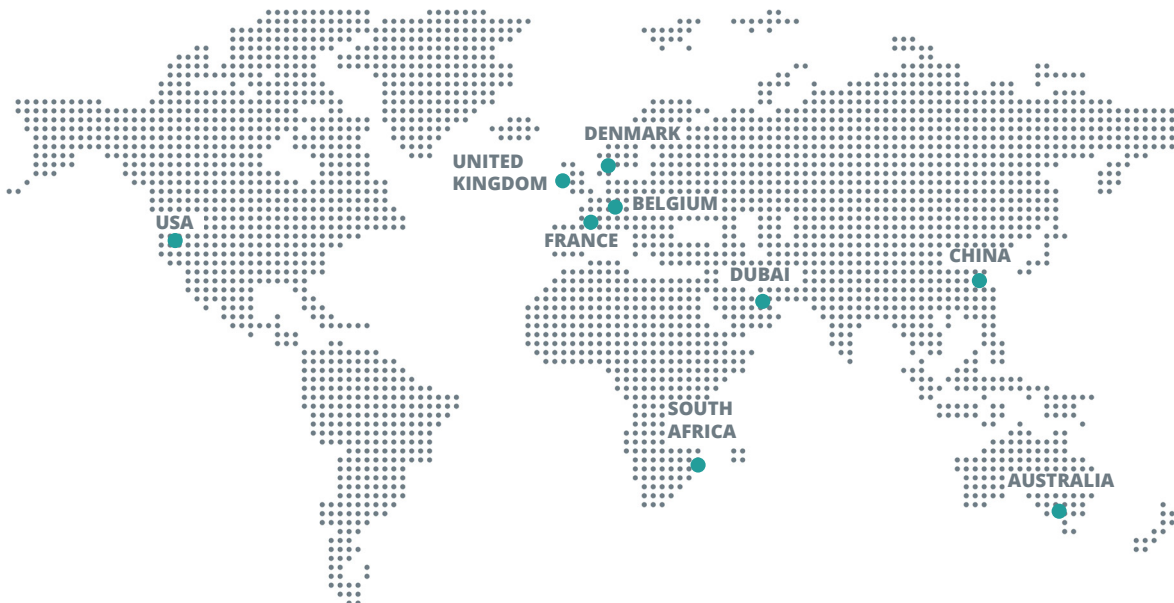 DENMARK
UNITED
KINGDOM
BELGIUM
USA
FRANCE
CHINA
DUBAI
SOUTH
AFRICA
AUSTRALIA